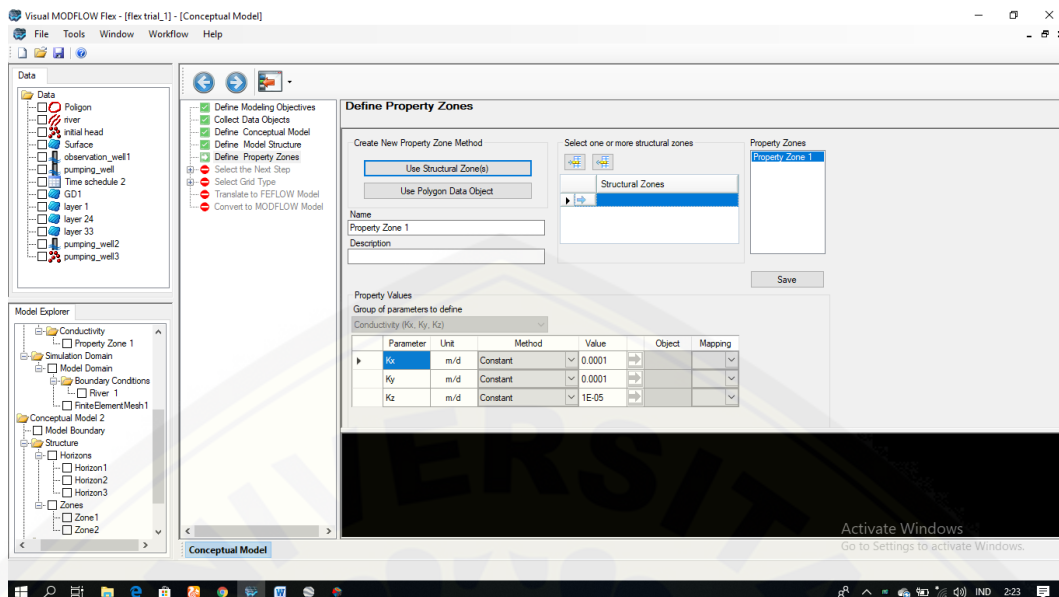 Visual MODFLOW Flex - [flex trial_1] - [Conceptual Model]
File Tools Window Workflow Help
Data
Data
Poligon
river
initial head
Surface
observation_well1
pumping_well
Time schedule 2
GD1
layer 1
layer 24
layer 33
pumping_well2
pumping_well3
Model Explorer
Conductivity
Property Zone 1
Simulation Domain
Model Domain
Boundary Conditions
River 1
FiniteElementMesh1
Conceptual Model 2
Model Boundary
Structure
Horizons
Horizon1
Horizon2
Horizon3
Zones
Zone1
Zone2
Define Modeling Objectives
Collect Data Objects
Define Conceptual Model
Define Model Structure
Define Property Zones
Select the Next Step
Select Grid Type
Translate to FEFLOW Model
Convert to MODFLOW Model
Conceptual Model
Define Property Zones
Create New Property Zone Method
Use Structural Zone(s)
Use Polygon Data Object
Name
Property Zone 1
Description
Select one or more structural zones
Structural Zones
Property Zones
Property Zone 1
Save
Property Values
Group of parameters to define
Conductivity (Kx, Ky, Kz)
Parameter Unit Method Value Object Mapping
Kx m/d Constant 0.0001
Ky m/d Constant 0.0001
Kz m/d Constant 1E-05
Activate Windows
Go to Settings to activate Windows.
IND 2:23